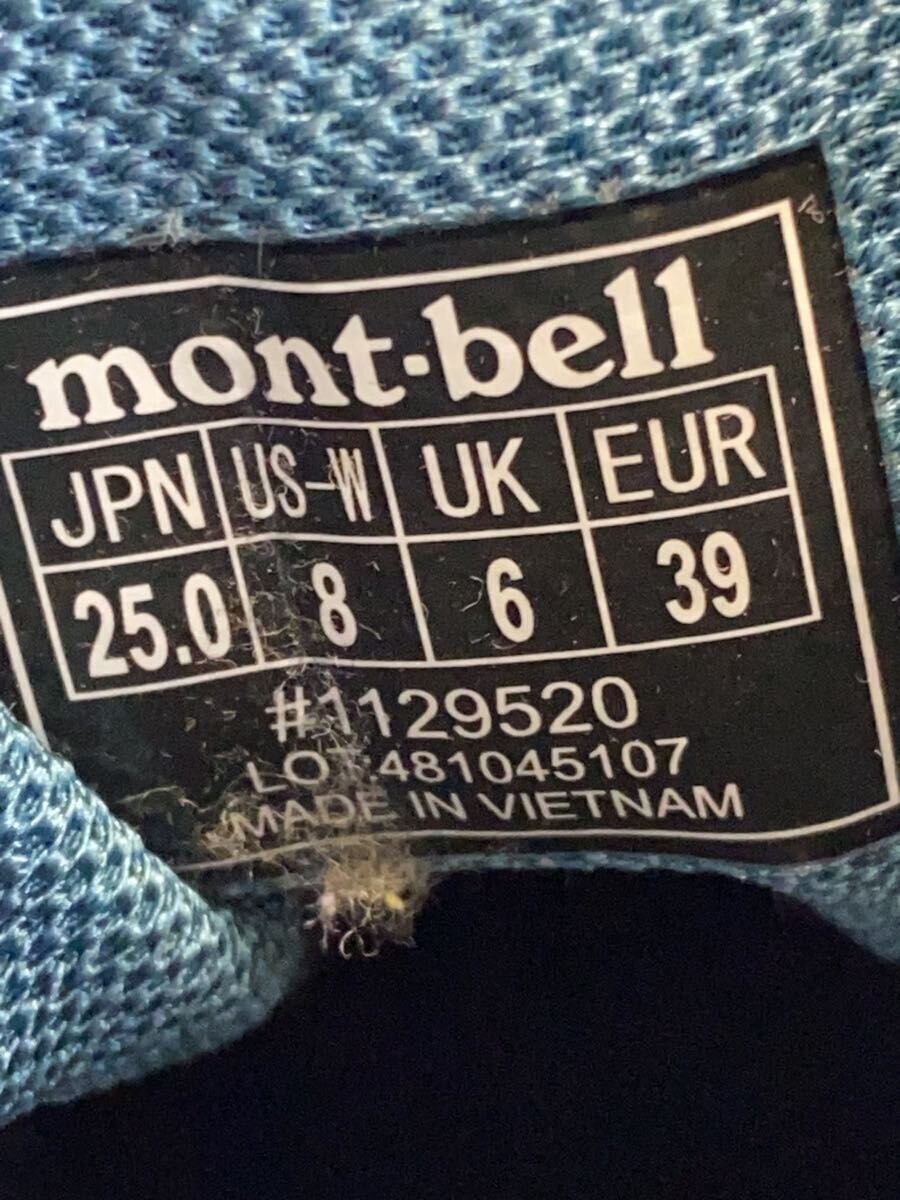 mont-bell
JPN US-W UK EUR
25.0 8 6 39
#1129520
LOT:481045107
MADE IN VIETNAM